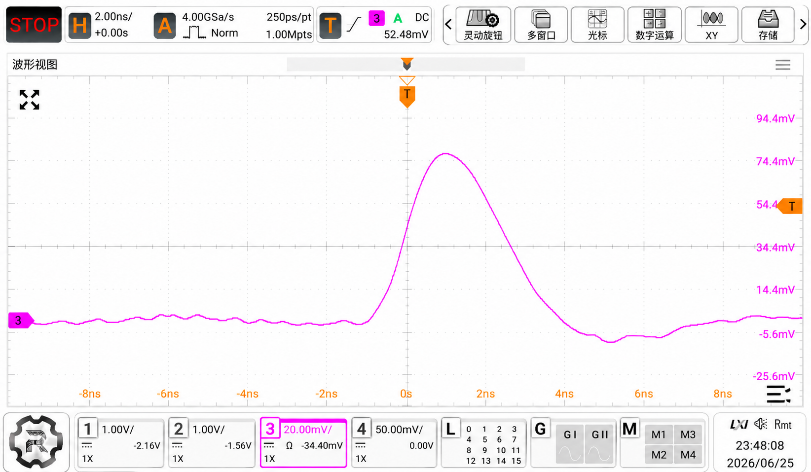 STOP
H 2.00ns/ +0.00s
A 4.00GSa/s Norm 250ps/pt 1.00Mpts
T 3 A DC 52.48mV
灵动旋钮 多窗口 光标 数字运算 XY 存储
波形视图
T
94.4mV
74.4mV
54.4 T
34.4mV
14.4mV
3
-5.6mV
-25.6mV
-8ns -6ns -4ns -2ns 0s 2ns 4ns 6ns 8ns
R
1 1.00V/ -2.16V 1X
2 1.00V/ -1.56V 1X
3 20.00mV/ Ω -34.40mV 1X
4 50.00mV/ 0.00V 1X
L 0 1 2 3
4 5 6 7
8 9 10 11
12 13 14 15
G GI GII
M M1 M3
M2 M4
LXI Rmt
23:48:08
2026/06/25